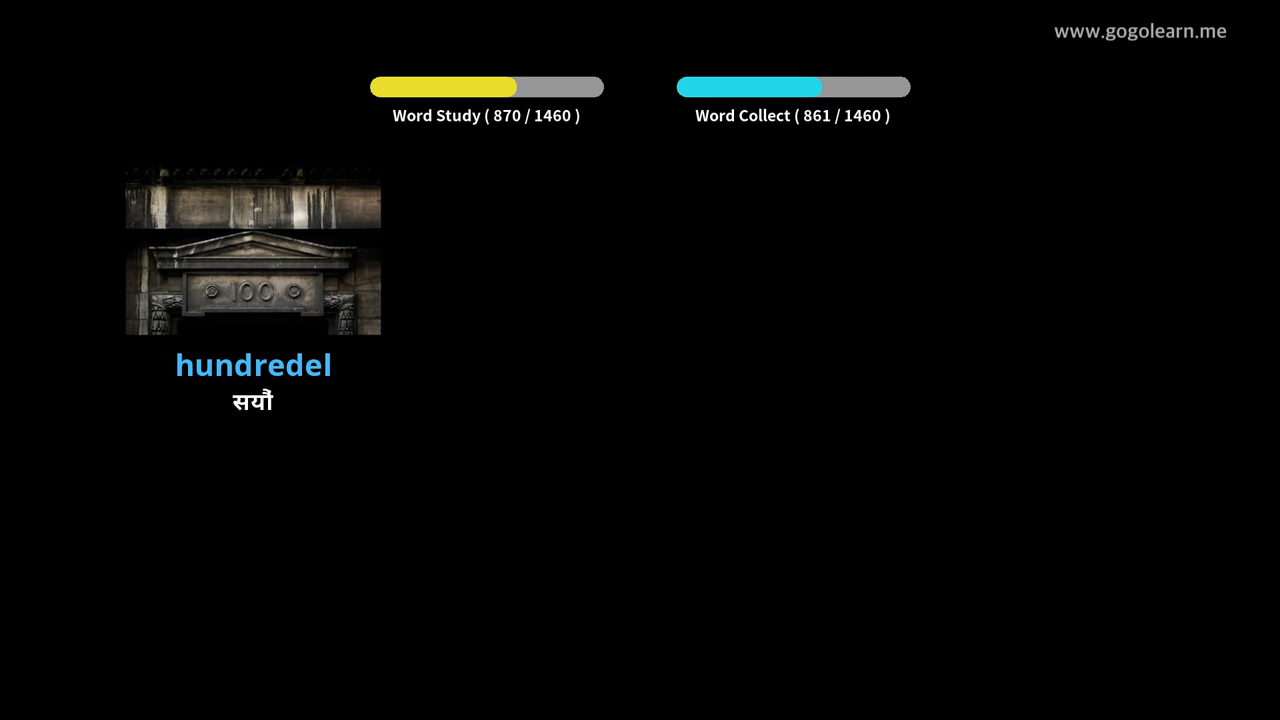 www.gogolearn.me
Word Study ( 870 / 1460 )
Word Collect ( 861 / 1460 )
100
hundredel
सयौं